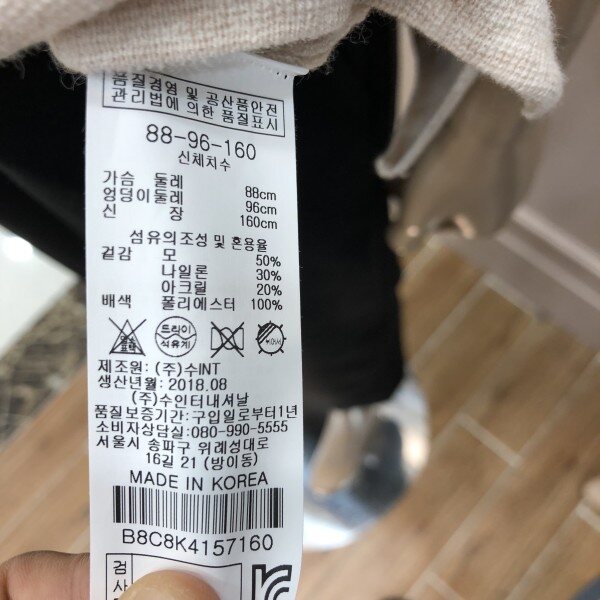 품질경영 및 공산품안전
관리법에 의한 품질표시
88-96-160
신체치수
가슴 둘레 88cm
엉덩이둘레 96cm
신 장 160cm
섬유의조성 및 혼용율
겉감 모 50%
나일론 30%
아크릴 20%
배색 폴리에스터 100%
드라이
석유계
제조원: (주)수INT
생산년월: 2018.08
(주)수인터내셔날
품질보증기간: 구입일로부터1년
소비자상담실: 080-990-5555
서울시 송파구 위례성대로
16길 21 (방이동)
MADE IN KOREA
B8C8K4157160
검
사